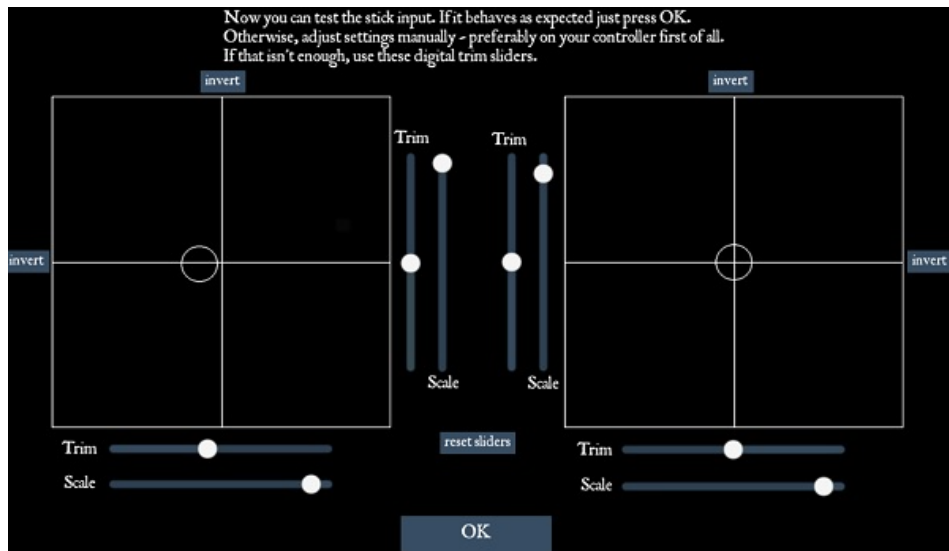 Now you can test the stick input. If it behaves as expected just press OK.
Otherwise, adjust settings manually - preferably on your controller first of all.
If that isn't enough, use these digital trim sliders.
invert
invert
Trim
Trim
invert
invert
Scale
Scale
Trim
reset sliders
Trim
Scale
Scale
OK